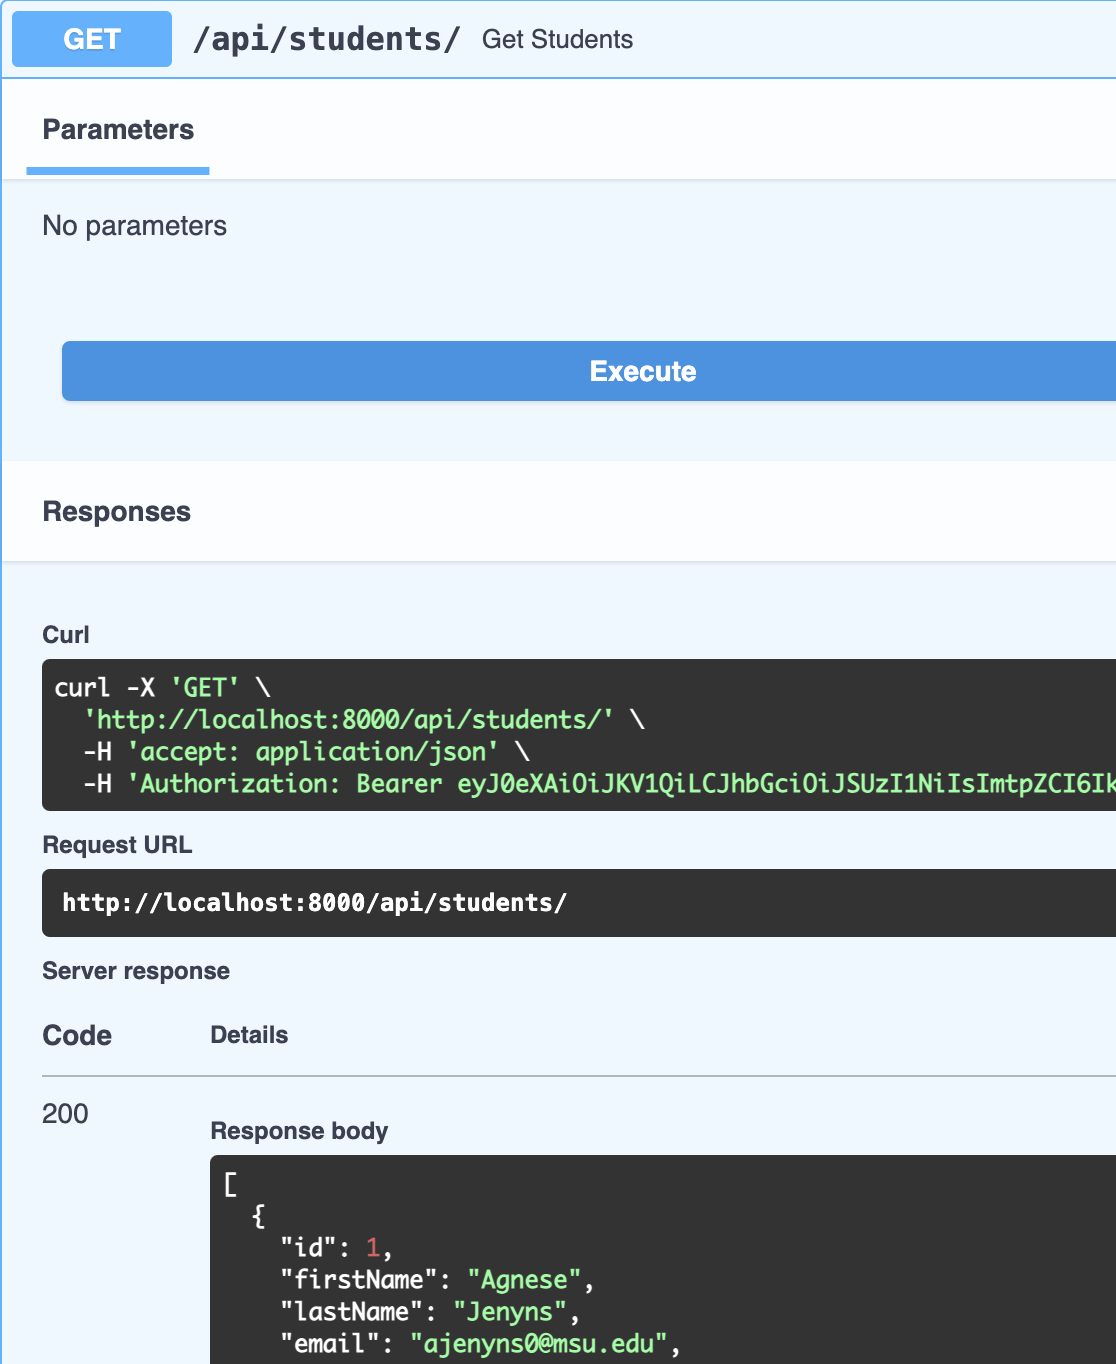 GET /api/students/ Get Students
Parameters
No parameters
Execute
Responses
Curl
curl -X 'GET' \
'http://localhost:8000/api/students/' \
-H 'accept: application/json' \
-H 'Authorization: Bearer eyJ0eXAiOiJKV1QiLCJhbGciOiJSUzI1NiIsImtpZCI6Ik
Request URL
http://localhost:8000/api/students/
Server response
Code Details
200
Response body
[
{
"id": 1,
"firstName": "Agnese",
"lastName": "Jenyns",
"email": "ajenyns0@msu.edu",